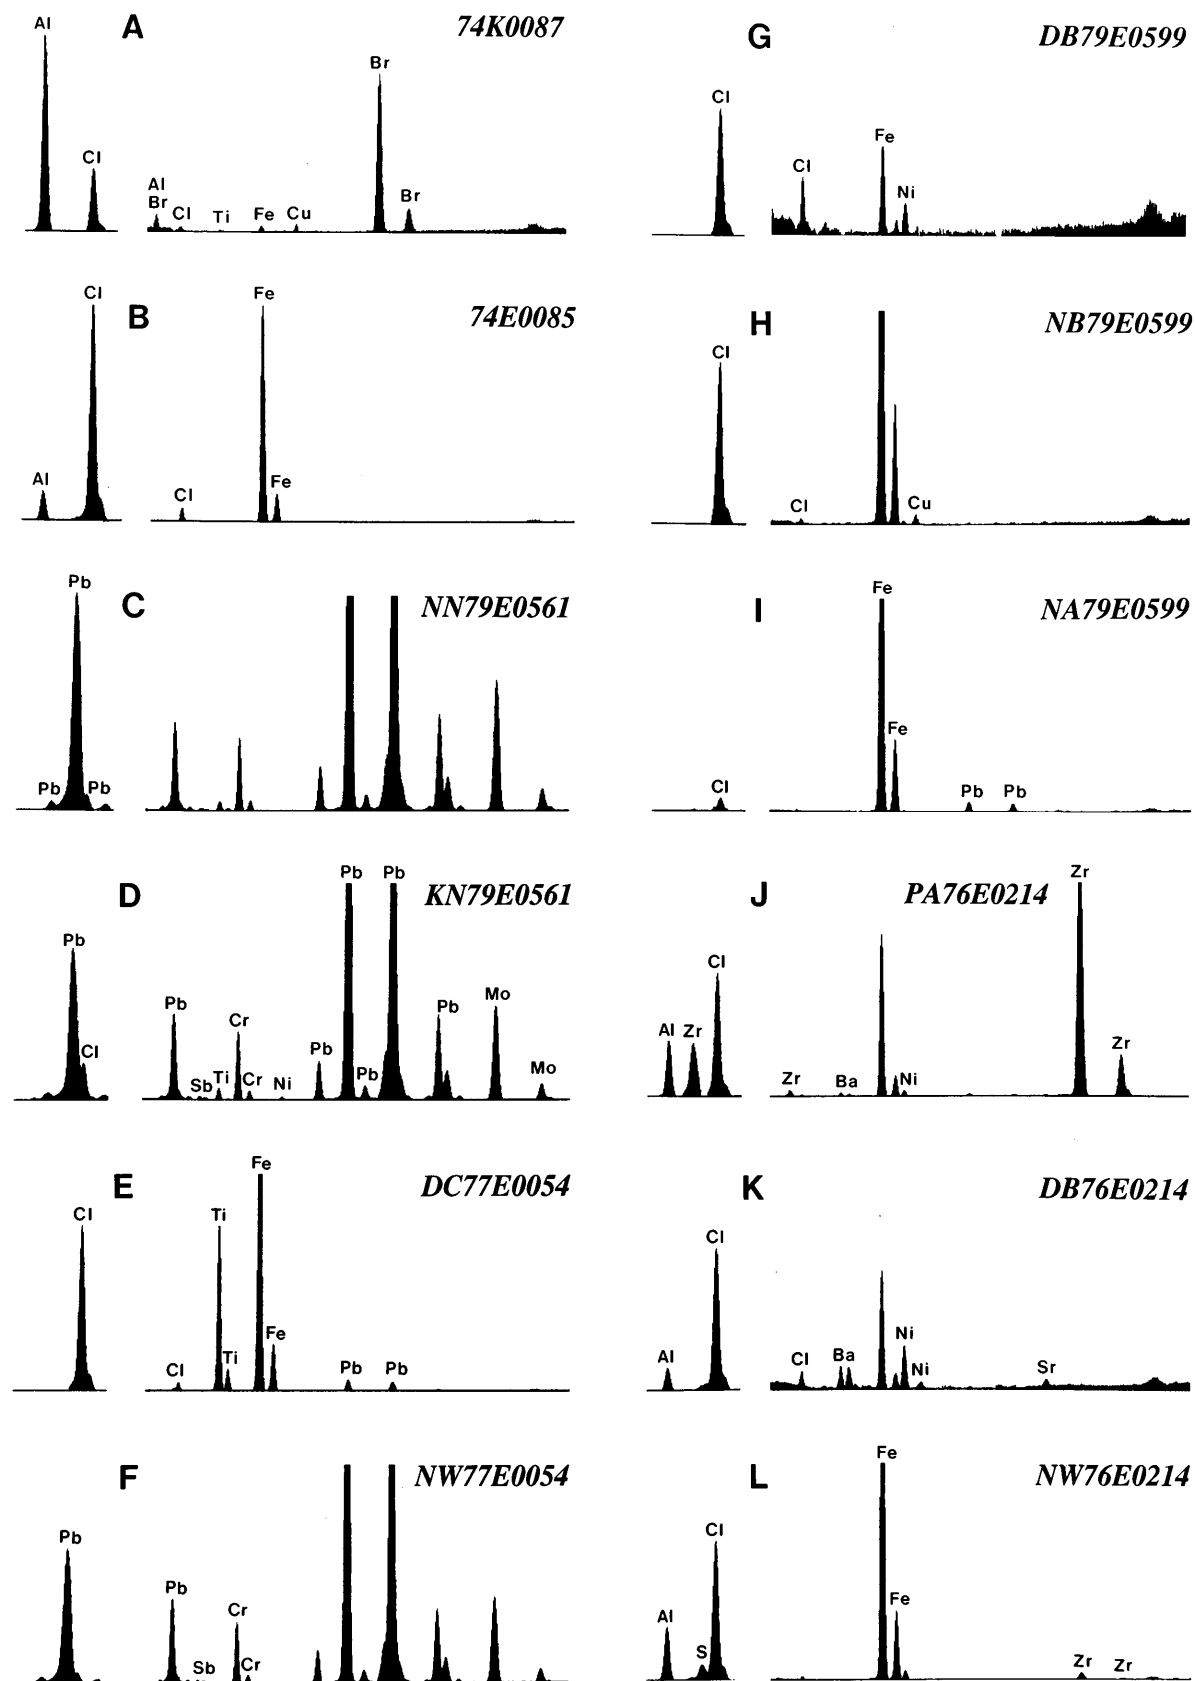 A 74K0087
Al
Cl
Al
Br
Cl
Ti
Fe
Cu
Br
Br
B 74E0085
Al
Cl
Cl
Fe
Fe
C NN79E0561
Pb
Pb
Pb
D KN79E0561
Pb
Cl
Pb
Sb
Ti
Cr
Cr
Ni
Pb
Pb
Pb
Pb
Pb
Mo
Mo
E DC77E0054
Cl
Cl
Ti
Ti
Fe
Fe
Pb
Pb
F NW77E0054
Pb
Pb
Sb
Cr
Cr
G DB79E0599
Cl
Cl
Fe
Ni
H NB79E0599
Cl
Cl
Cu
I NA79E0599
Cl
Fe
Fe
Pb
Pb
J PA76E0214
Al
Zr
Cl
Zr
Ba
Ni
Zr
Zr
K DB76E0214
Al
Cl
Cl
Ba
Ni
Ni
Sr
L NW76E0214
Al
S
Cl
Fe
Fe
Zr
Zr